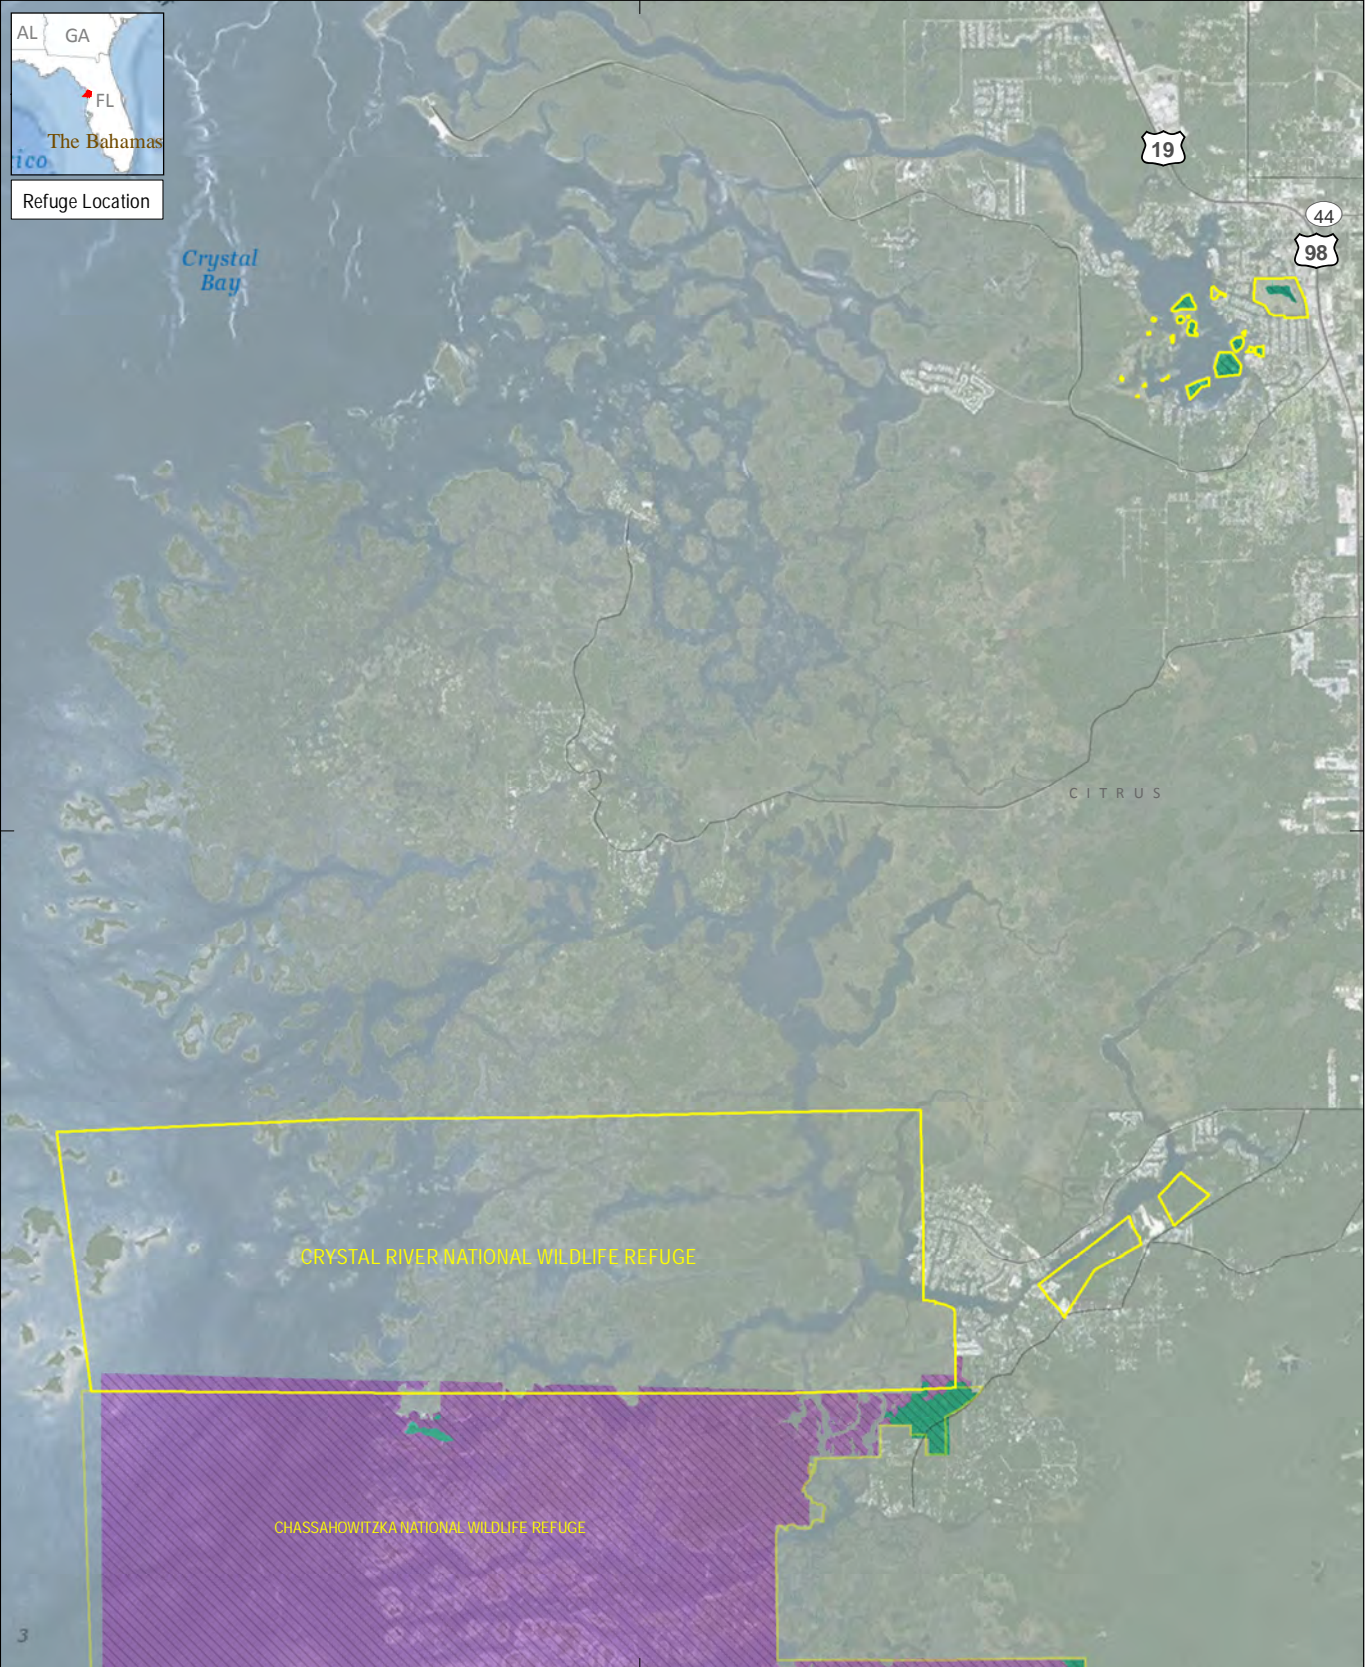 AL
GA
FL
The Bahamas
ico
Refuge Location
19
44
98
Crystal
Bay
CITRUS
CRYSTAL RIVER NATIONAL WILDLIFE REFUGE
CHASSAHOWITZKA NATIONAL WILDLIFE REFUGE
3